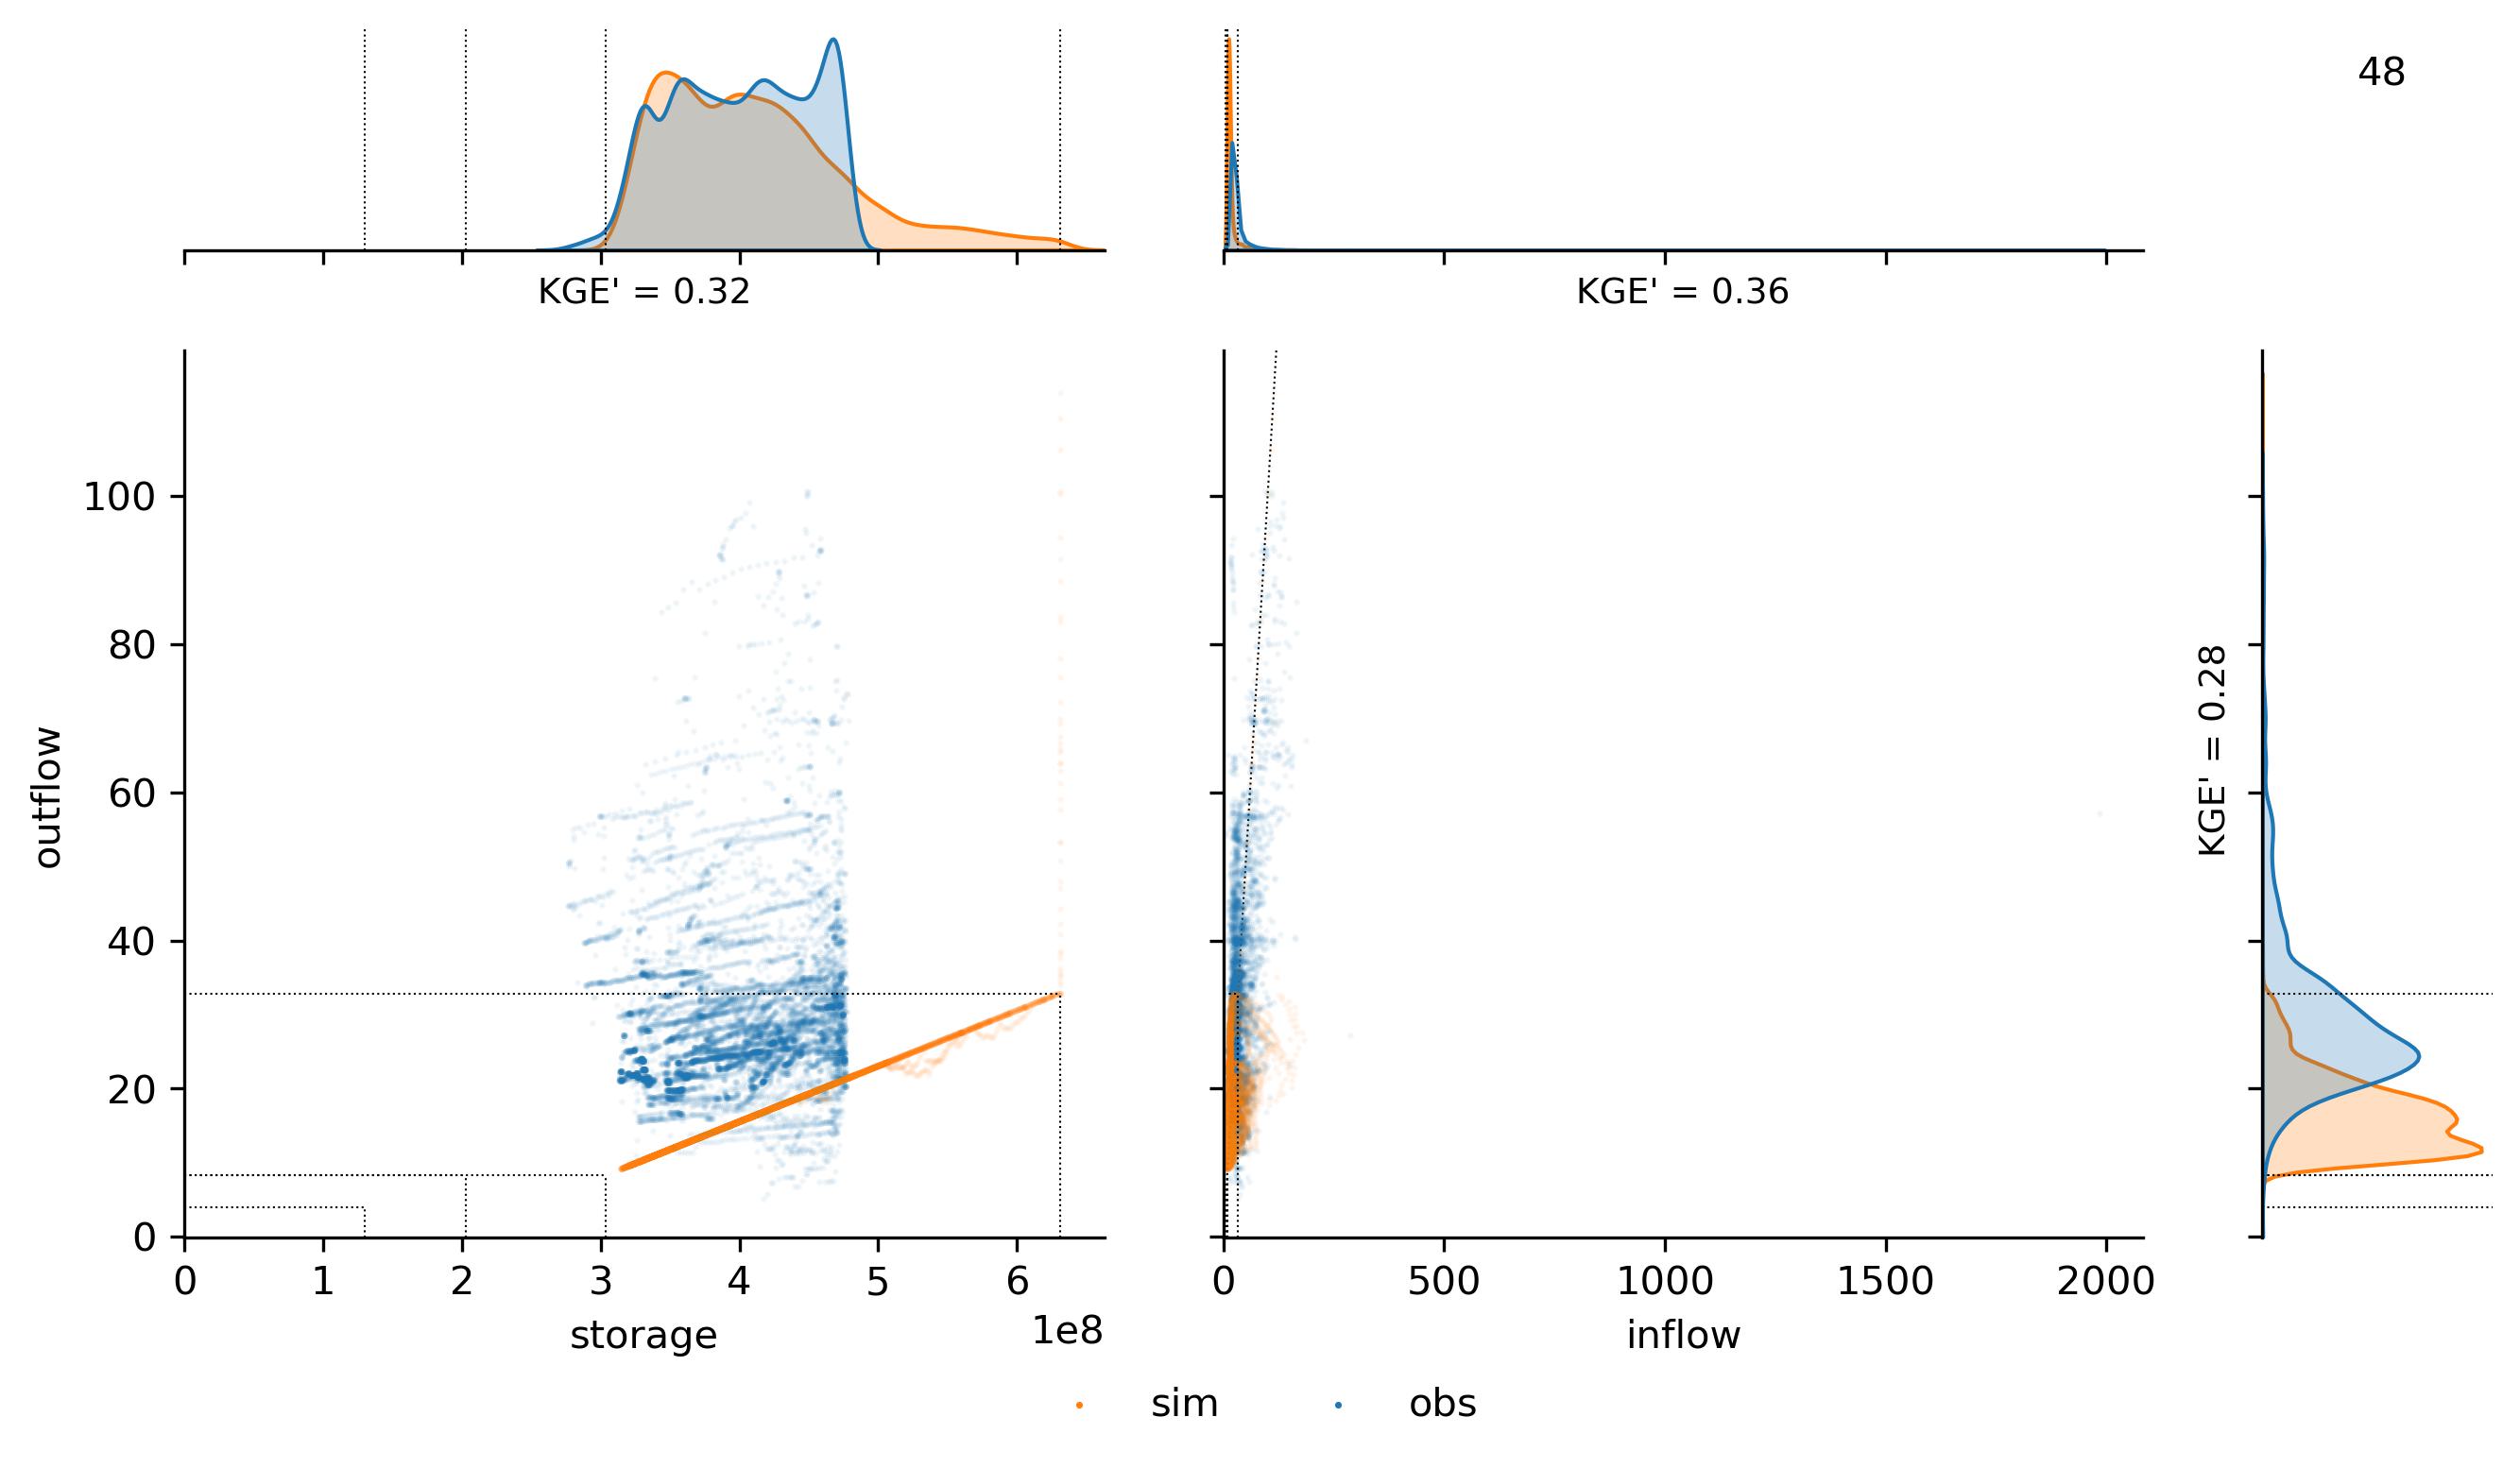 48
KGE' = 0.32
KGE' = 0.36
outflow
100
80
60
40
20
0
KGE' = 0.28
0 1 2 3 4 5 6
1e8
storage
0 500 1000 1500 2000
inflow
sim obs